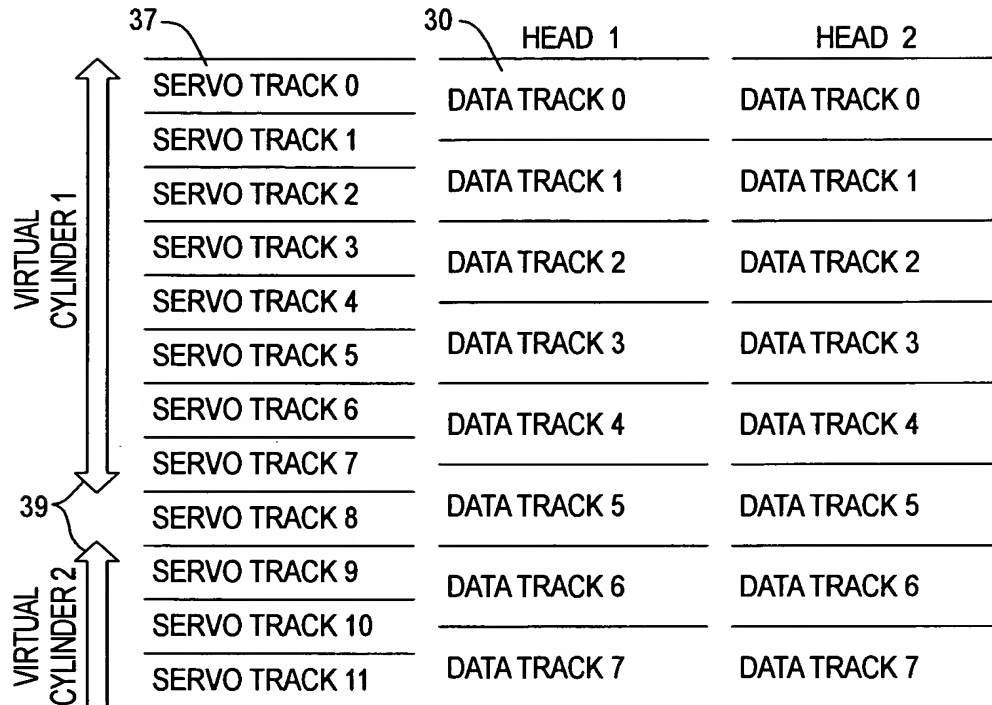 37
30
HEAD 1
HEAD 2
VIRTUAL
CYLINDER 1
39
VIRTUAL
CYLINDER 2
SERVO TRACK 0
SERVO TRACK 1
SERVO TRACK 2
SERVO TRACK 3
SERVO TRACK 4
SERVO TRACK 5
SERVO TRACK 6
SERVO TRACK 7
SERVO TRACK 8
SERVO TRACK 9
SERVO TRACK 10
SERVO TRACK 11
DATA TRACK 0
DATA TRACK 1
DATA TRACK 2
DATA TRACK 3
DATA TRACK 4
DATA TRACK 5
DATA TRACK 6
DATA TRACK 7
DATA TRACK 0
DATA TRACK 1
DATA TRACK 2
DATA TRACK 3
DATA TRACK 4
DATA TRACK 5
DATA TRACK 6
DATA TRACK 7